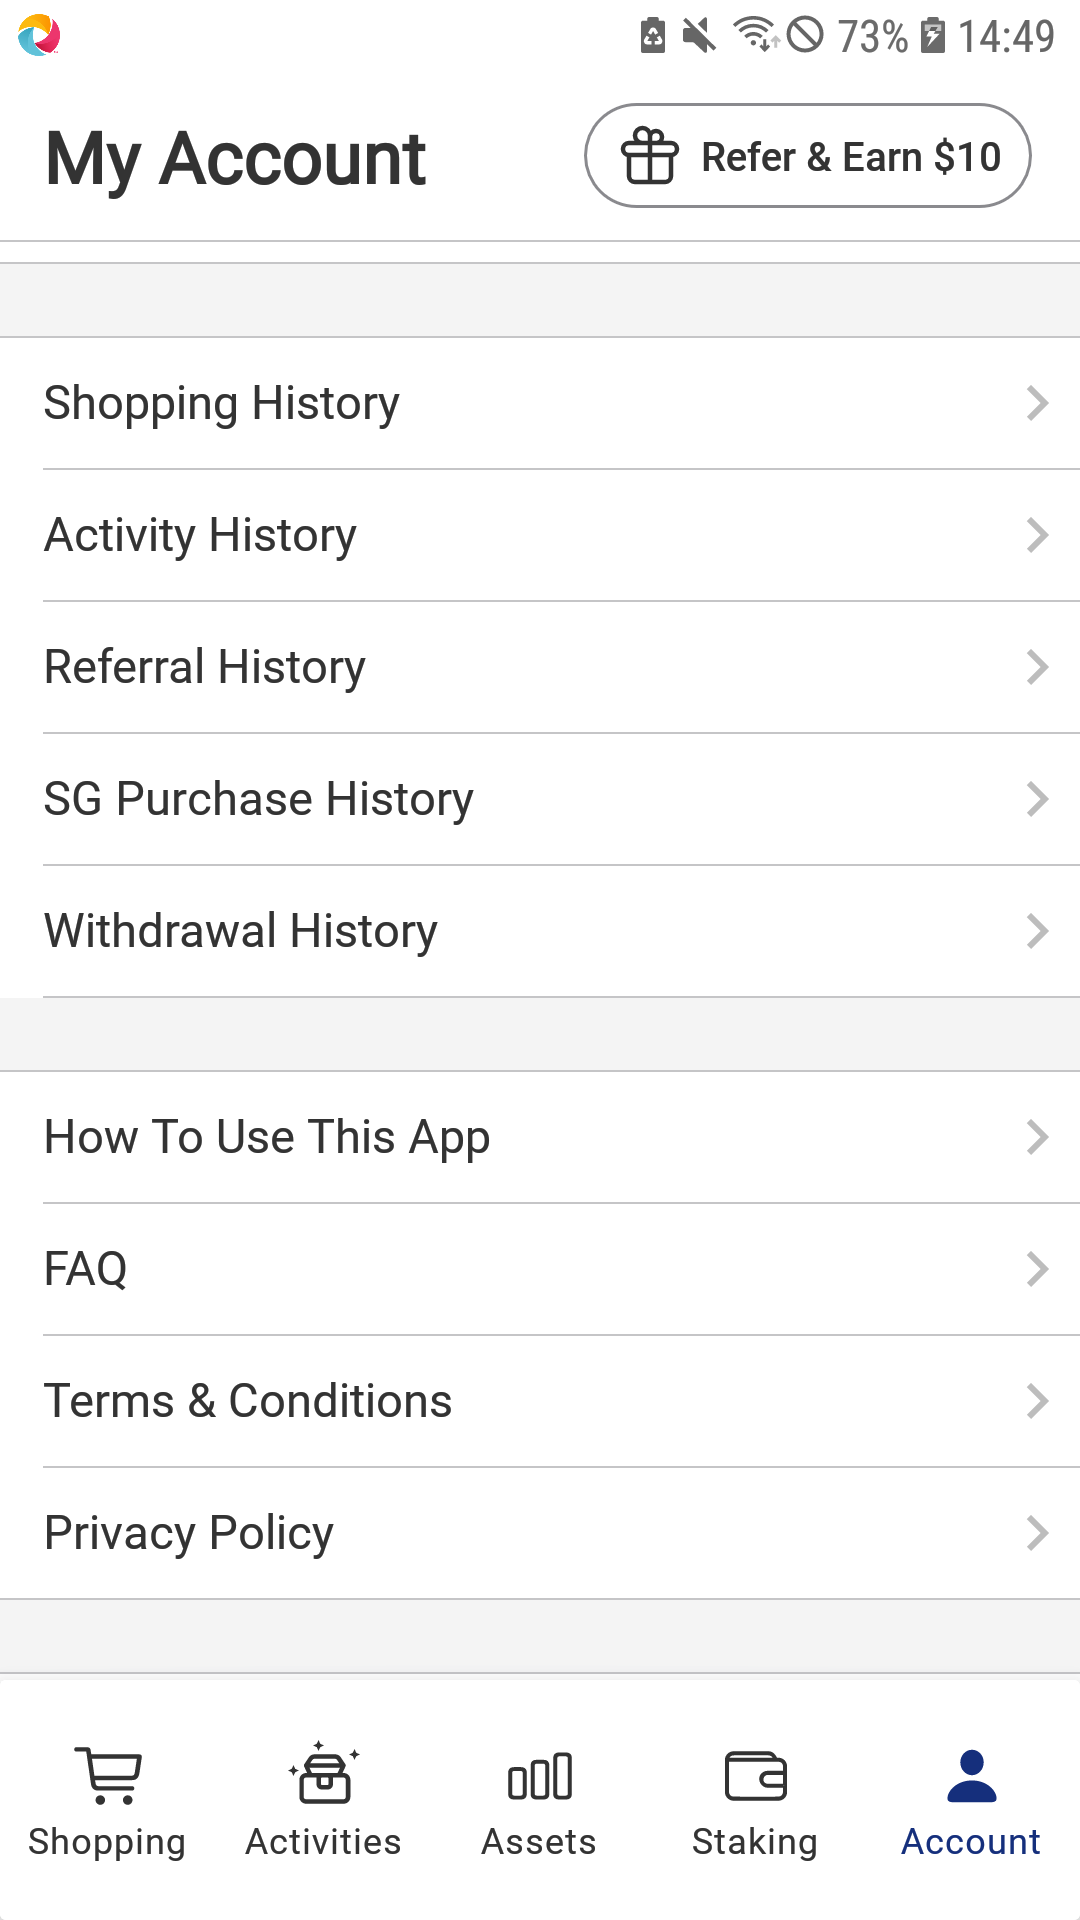 73% 14:49
My Account
Refer & Earn $10
Shopping History
Activity History
Referral History
SG Purchase History
Withdrawal History
How To Use This App
FAQ
Terms & Conditions
Privacy Policy
Shopping Activities Assets Staking Account